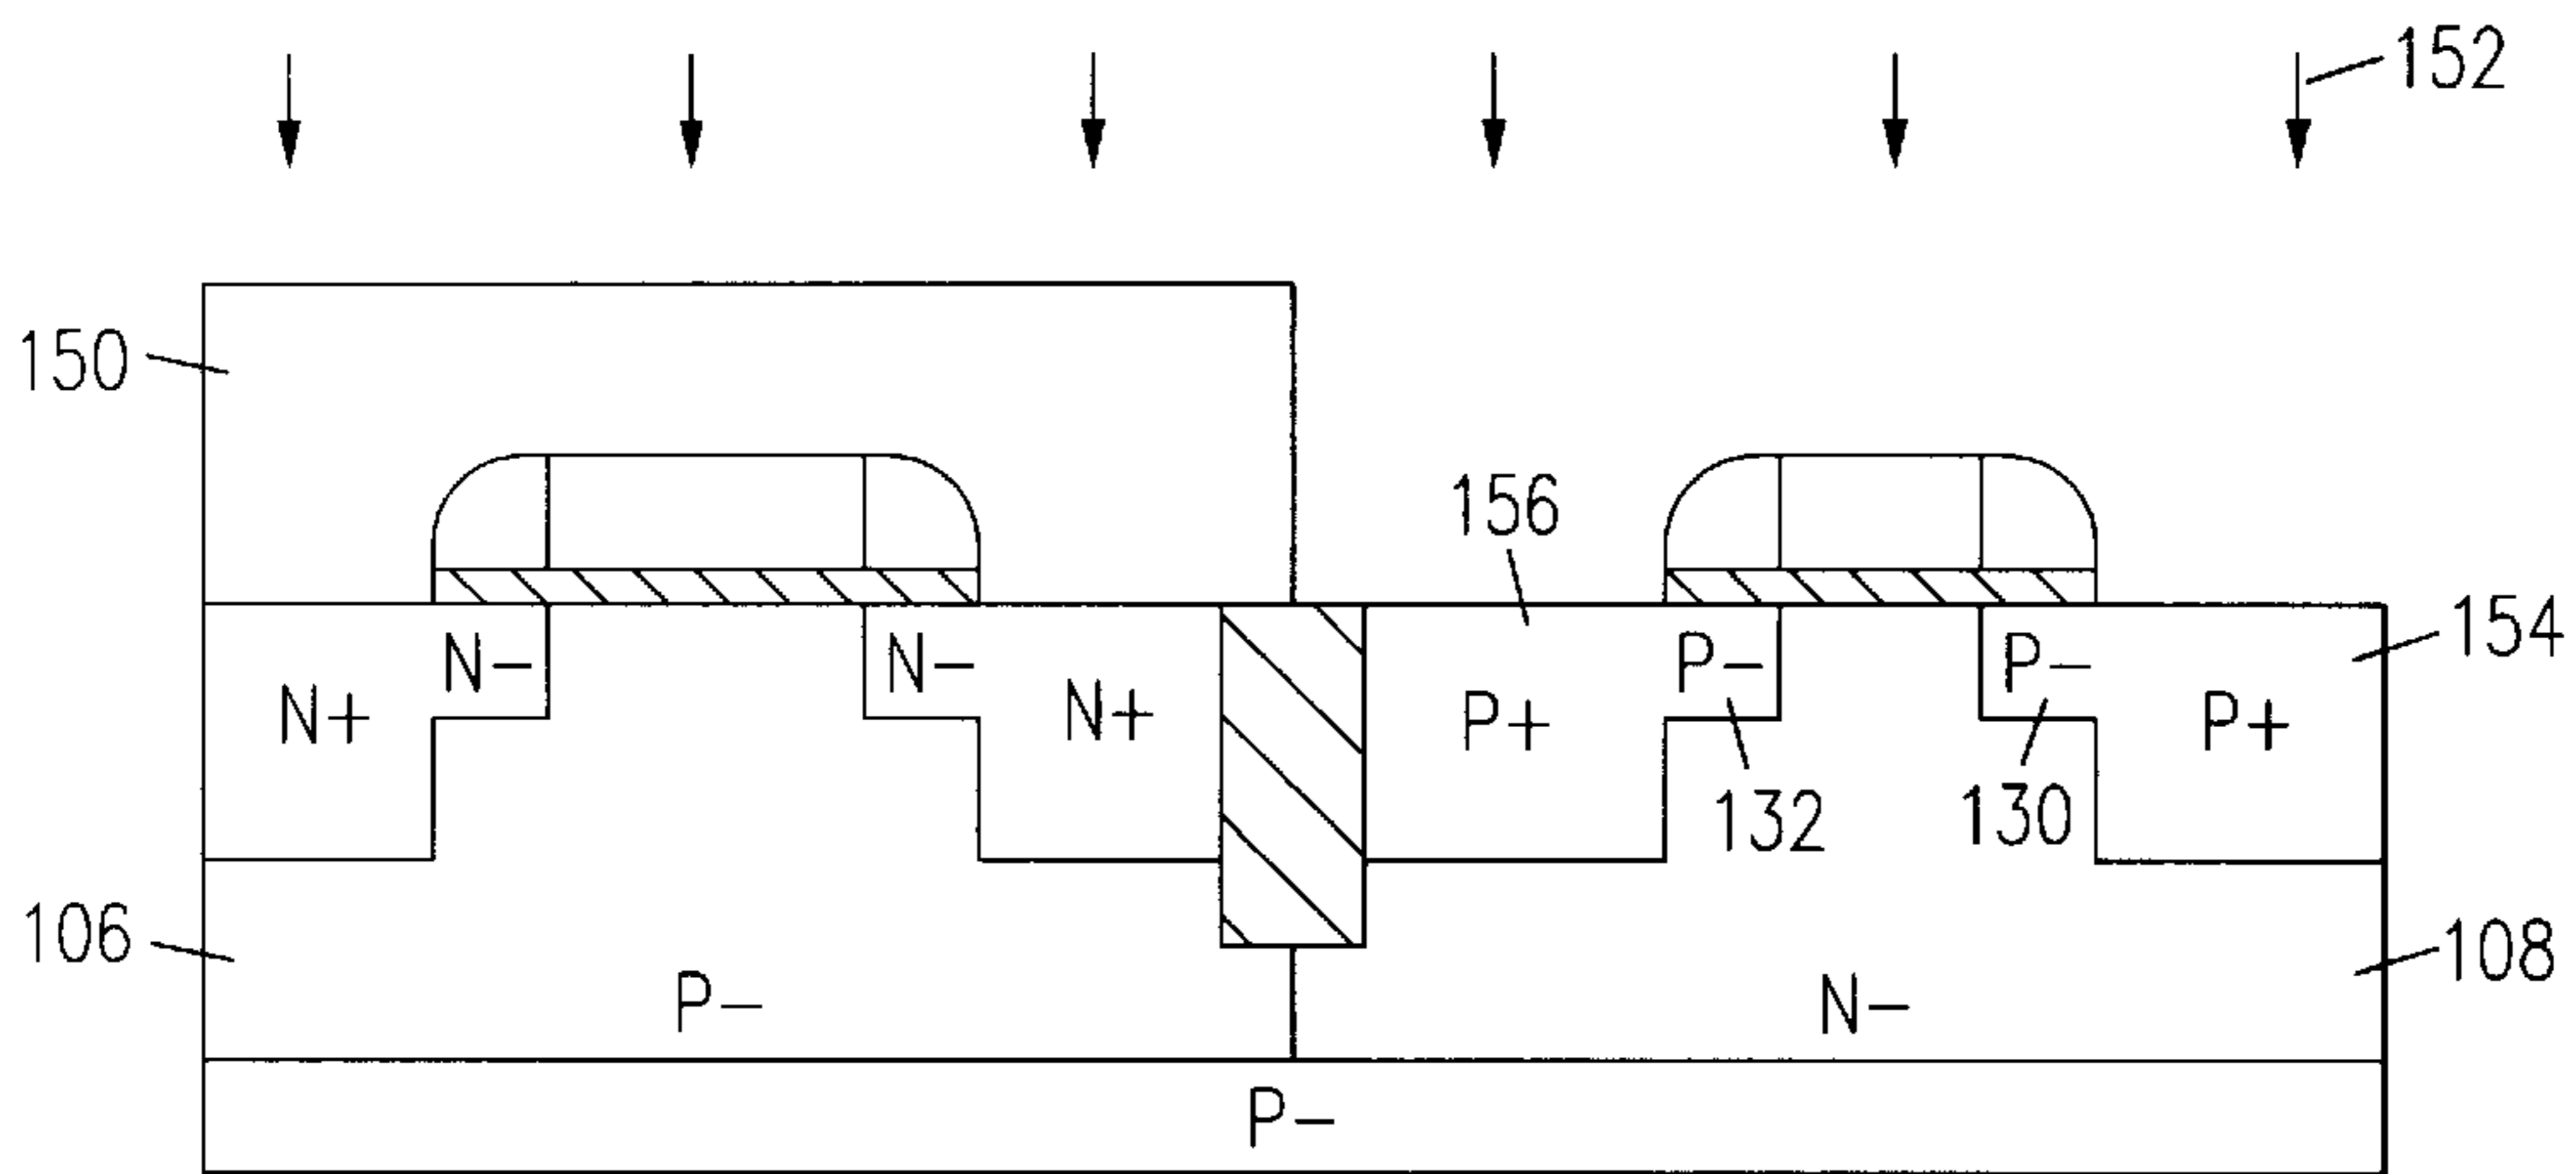 152
150
156
N-
N-
P-
P-
154
N+
N+
P+
P+
132
130
106
108
P-
N-
P-